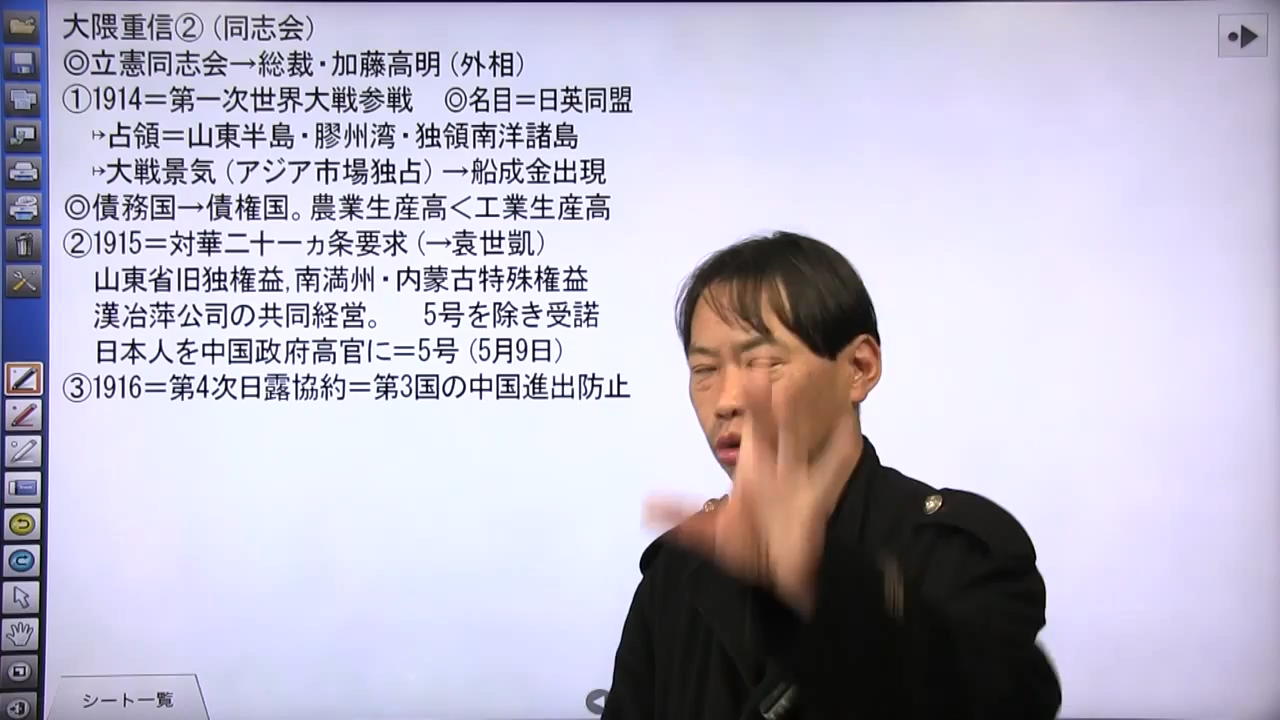 大隈重信②(同志会)
◎立憲同志会→総裁・加藤高明(外相)
①1914=第一次世界大戦参戦　◎名目=日英同盟
↦占領=山東半島・膠州湾・独領南洋諸島
↦大戦景気(アジア市場独占)→船成金出現
◎債務国→債権国。農業生産高<工業生産高
②1915=対華二十一ヵ条要求(→袁世凱)
山東省旧独権益,南満州・内蒙古特殊権益
漢冶萍公司の共同経営。　5号を除き受諾
日本人を中国政府高官に=5号(5月9日)
③1916=第4次日露協約=第3国の中国進出防止
シート一覧